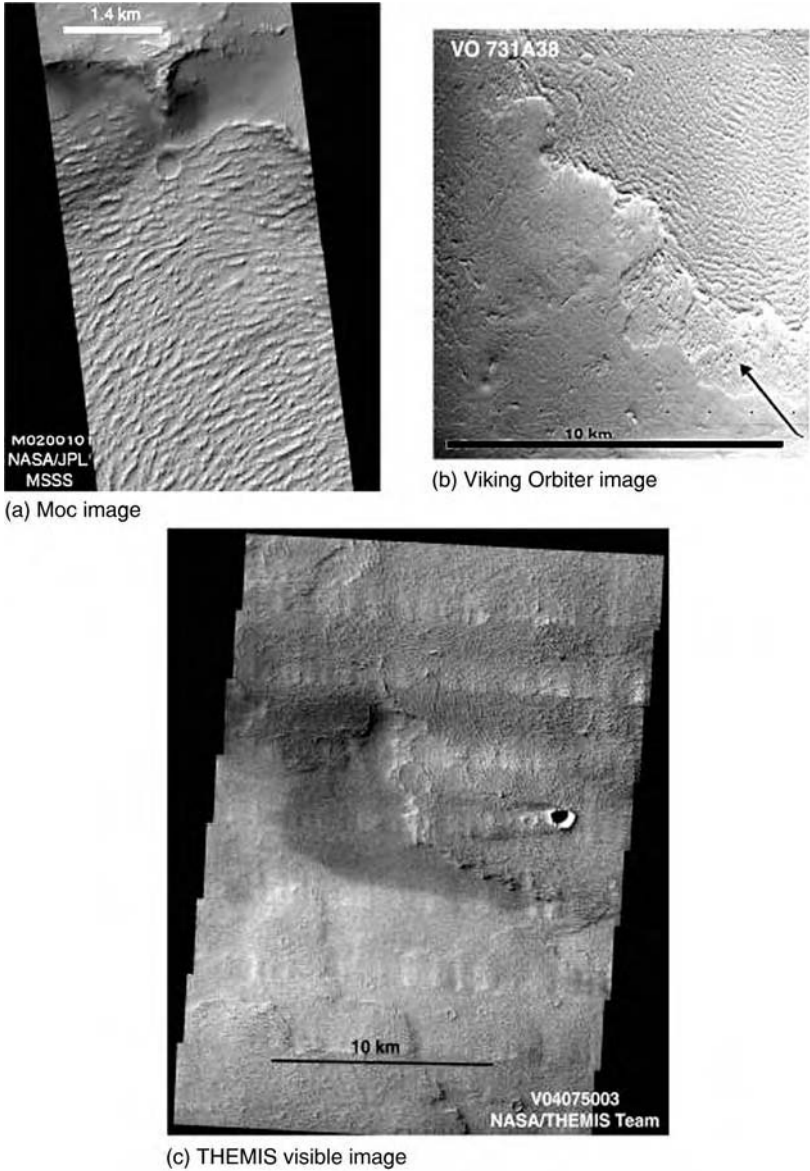 1.4 km
M0200101
NASA/JPL
MSSS
(a) Moc image
VO 731A38
10 km
(b) Viking Orbiter image
10 km
V04075003
NASA/THEMIS Team
(c) THEMIS visible image